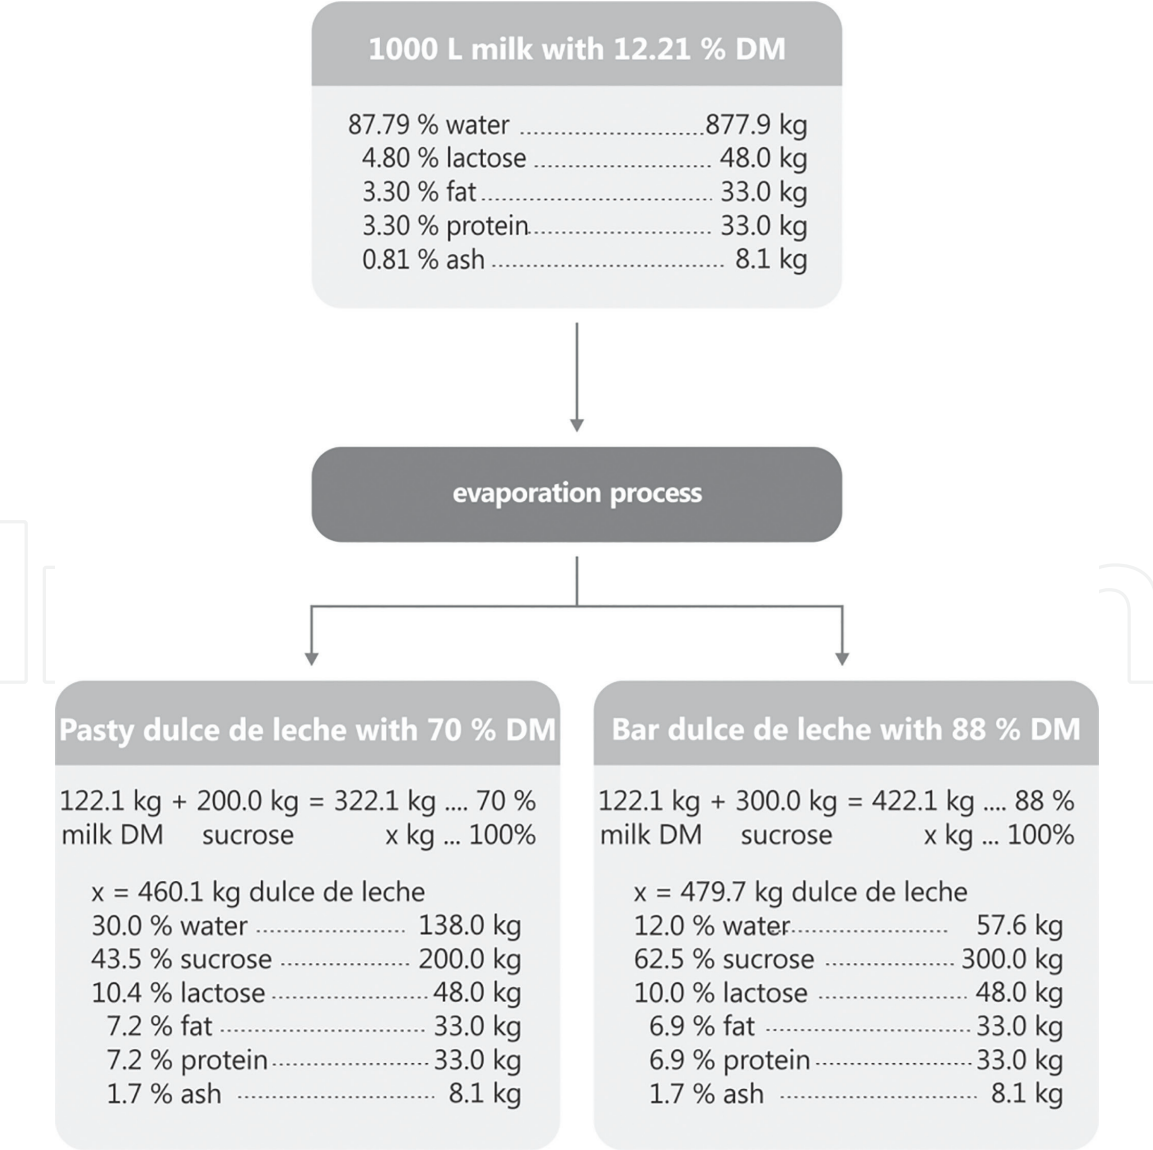 1000 L milk with 12.21 % DM
87.79 % water ........................877.9 kg
4.80 % lactose ........................ 48.0 kg
3.30 % fat ................................ 33.0 kg
3.30 % protein......................... 33.0 kg
0.81 % ash ................................ 8.1 kg
evaporation process
Pasty dulce de leche with 70 % DM
122.1 kg + 200.0 kg = 322.1 kg .... 70 %
milk DM sucrose x kg ... 100%
x = 460.1 kg dulce de leche
30.0 % water .................... 138.0 kg
43.5 % sucrose ................. 200.0 kg
10.4 % lactose ..................... 48.0 kg
7.2 % fat ............................ 33.0 kg
7.2 % protein..................... 33.0 kg
1.7 % ash .......................... 8.1 kg
Bar dulce de leche with 88 % DM
122.1 kg + 300.0 kg = 422.1 kg .... 88 %
milk DM sucrose x kg ... 100%
x = 479.7 kg dulce de leche
12.0 % water..................... 57.6 kg
62.5 % sucrose ................. 300.0 kg
10.0 % lactose .................... 48.0 kg
6.9 % fat ............................ 33.0 kg
6.9 % protein..................... 33.0 kg
1.7 % ash .......................... 8.1 kg